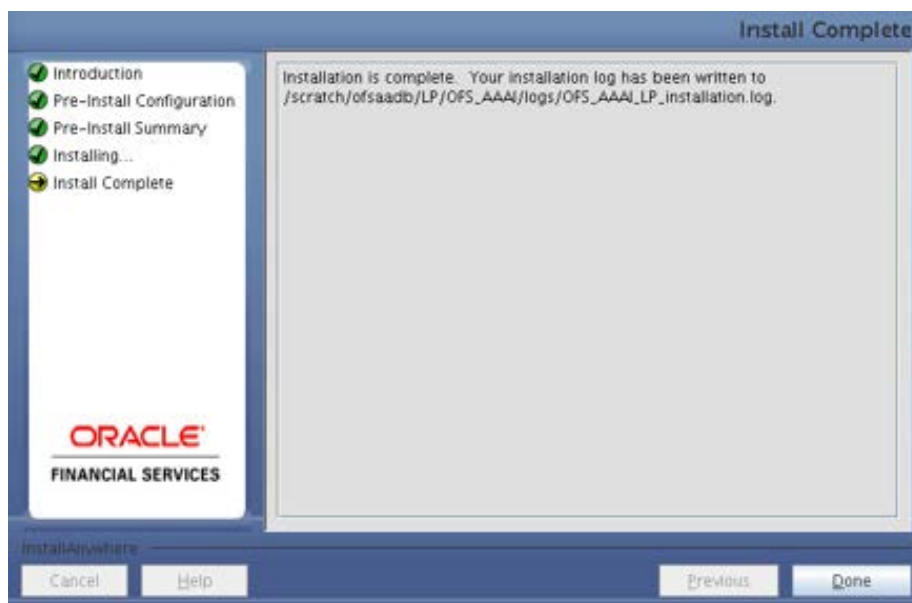 Install Complete
Introduction
Pre-Install Configuration
Pre-Install Summary
Installing...
Install Complete
Installation is complete. Your installation log has been written to
/scratch/ofsaadb/LP/OFS_AAAI/logs/OFS_AAAI_LP_installation.log.
ORACLE
FINANCIAL SERVICES
InstallAnywhere
Cancel
Help
Previous
Done